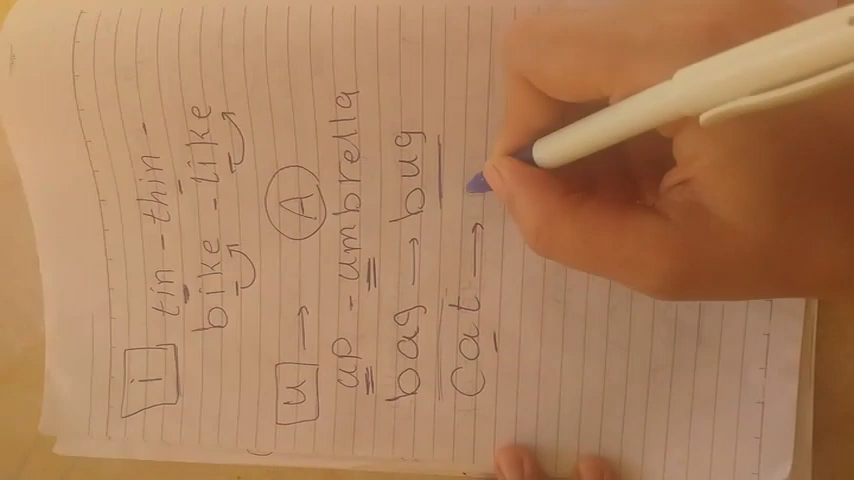 i tin - thin -
bike - like
u → A
up - umbrella
bag → bug
Cat →